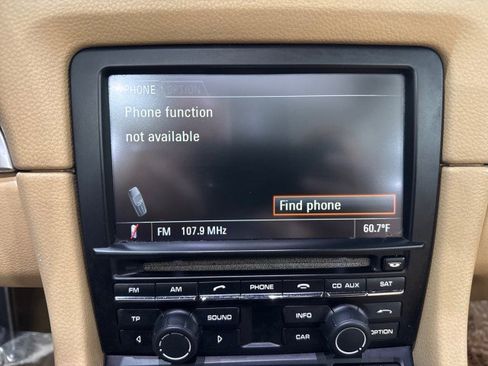 PHONE OPTION
Phone function
not available
Find phone
FM 107.9 MHz 60.7°F
FM AM PHONE CD AUX SAT
TP SOUND INFO
CAR OPTION